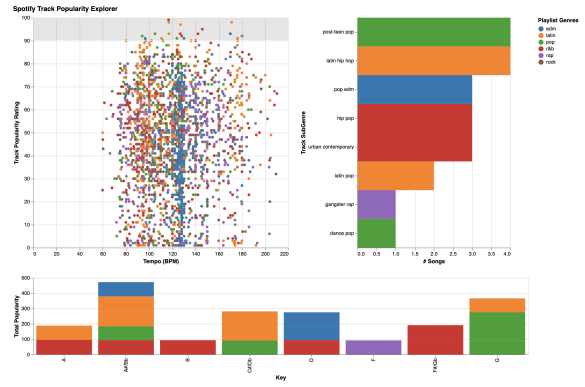 Spotify Track Popularity Explorer
Track Popularity Rating
100
90
80
70
60
50
40
30
20
10
0
0 20 40 60 80 100 120 140 160 180 200 220
Tempo (BPM)
Track SubGenre
post-teen pop
latin hip hop
pop edm
hip pop
urban contemporary
latin pop
gangster rap
dance pop
0.0 0.5 1.0 1.5 2.0 2.5 3.0 3.5 4.0
# Songs
Playlist Genres
edm
latin
pop
r&b
rap
rock
Total Popularity
500
400
300
200
100
0
A A#/Bb B C#/Db D F F#/Gb G
Key